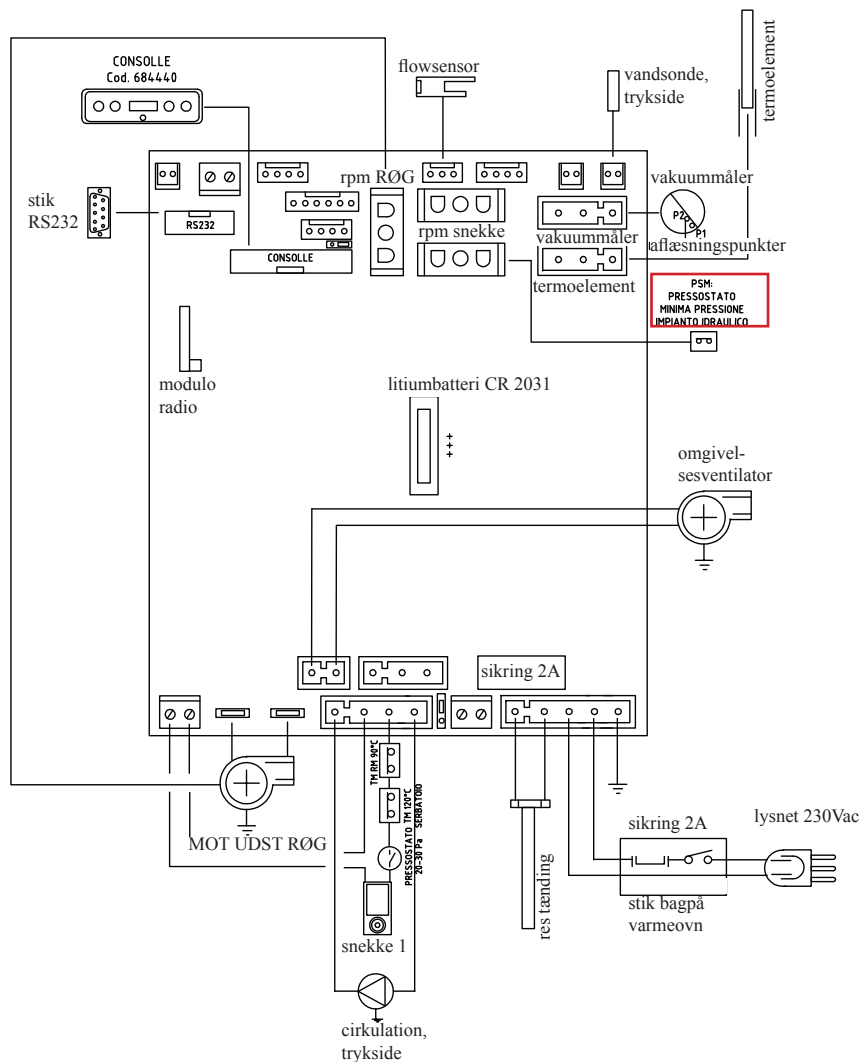 CONSOLLE
Cod. 684440
flowsensor
vandsonde,
trykside
termoelement
stik
RS232
RS232
rpm RØG
rpm snekke
vakuummåler
vakuummåler
P2
P1
aflæsningspunkter
CONSOLLE
termoelement
PSM:
PRESSOSTATO
MINIMA PRESSIONE
IMPIANTO IDRAULICO
modulo
radio
litiumbatteri CR 2031
+++
omgivel-
sesventilator
sikring 2A
TM RM 90°C
TM 120°C
SERBATOIO
PRESSOSTATO
20-30 Pa
MOT UDST RØG
snekke 1
cirkulation,
trykside
res tænding
sikring 2A
lysnet 230Vac
stik bagpå
varmeovn